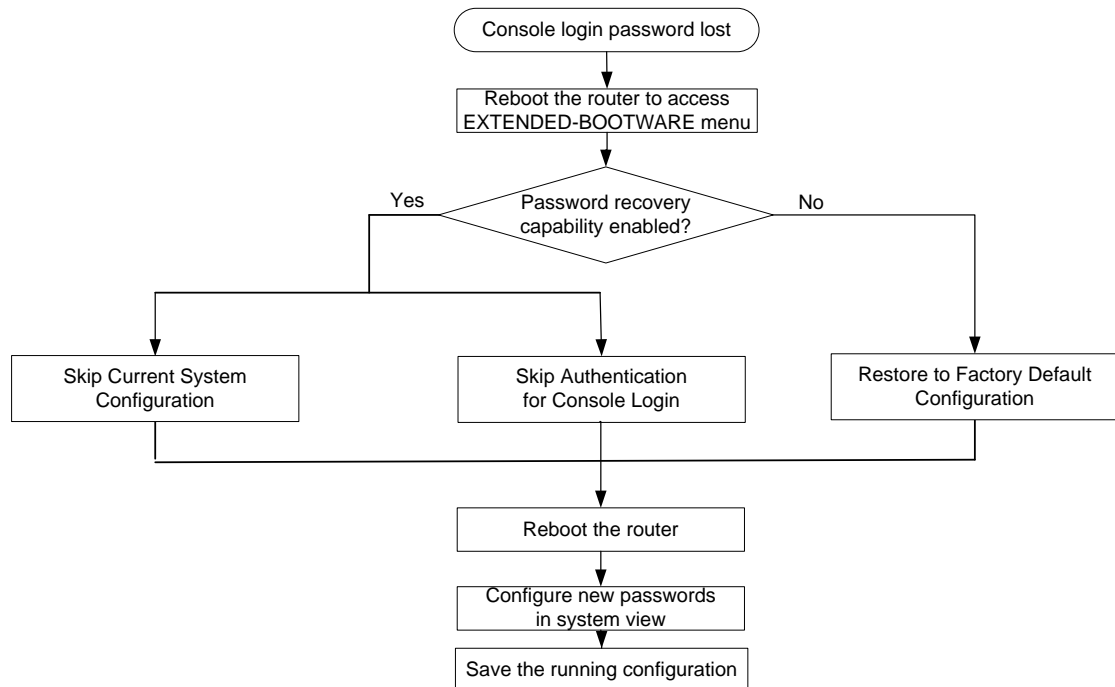 Console login password lost
Reboot the router to access
EXTENDED-BOOTWARE menu
Yes
Password recovery
capability enabled?
No
Skip Current System
Configuration
Skip Authentication
for Console Login
Restore to Factory Default
Configuration
Reboot the router
Configure new passwords
in system view
Save the running configuration